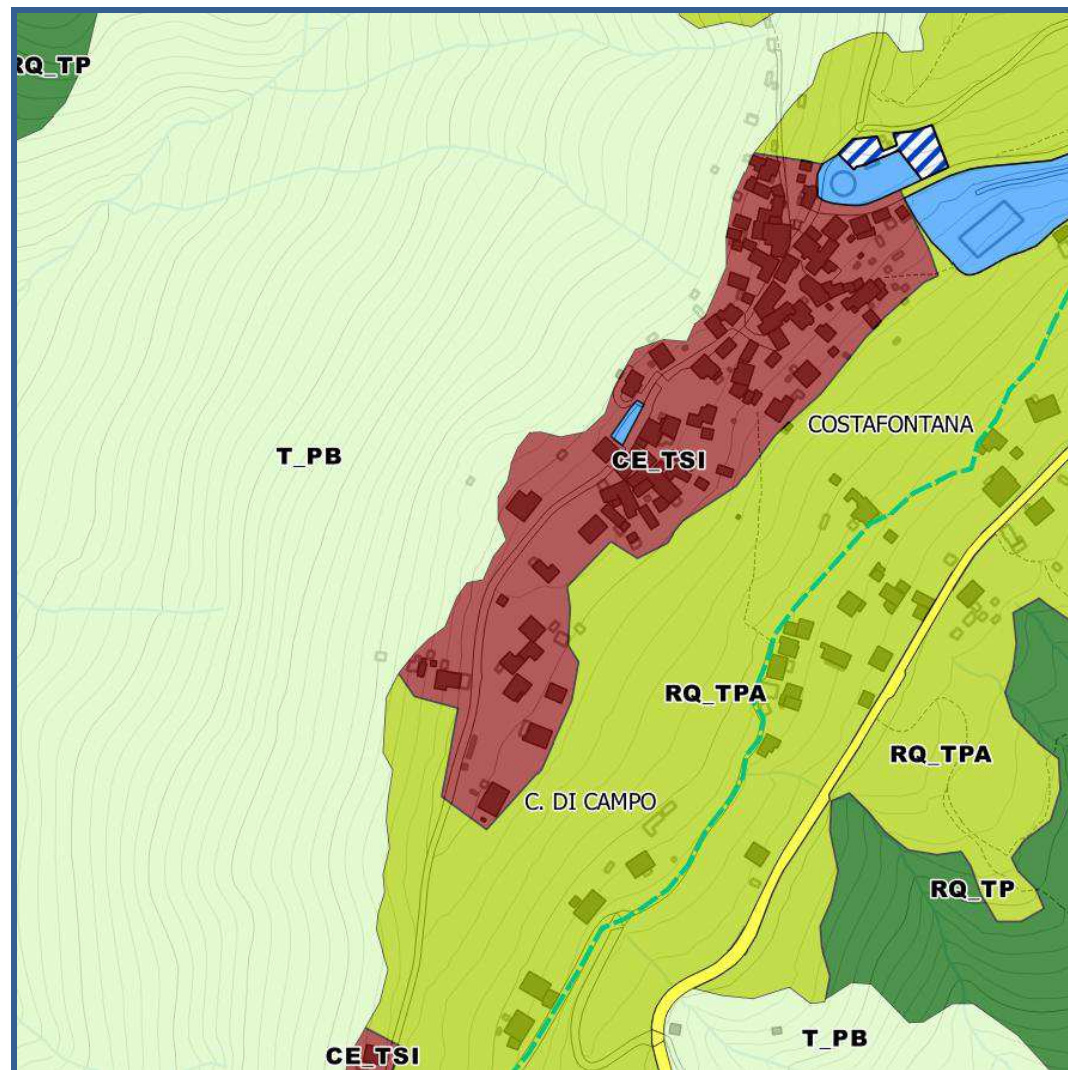 RQ_TP
COSTAFONTANA
T_PB
CE_TSI
RQ_TPA
RQ_TPA
C. DI CAMPO
RQ_TP
T_PB
CE_TSI